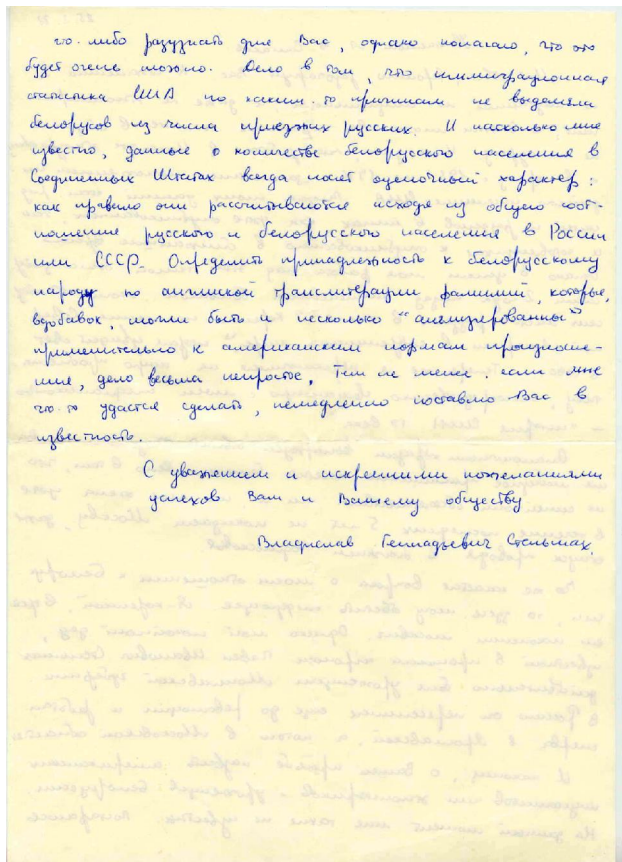 что-либо разузнать для Вас, однако полагаю, что это
будет очень сложно. Дело в том, что иммиграционная
статистика США по каким-то причинам не выделяла
белорусов из числа приезжих русских. И насколько мне
известно, данные о количестве белорусского населения в
Соединенных Штатах всегда носят оценочный характер:
как правило они рассчитываются исходя из общего соот-
ношения русского и белорусского населения в России
или СССР. Определить принадлежность к белорусскому
народу по английской транслитерации фамилий, которые,
вдобавок, могли быть и несколько "англизированны"
применительно к американским нормам произноше-
ние, дело весьма непростое. Тем не менее, если мне
что-то удастся сделать, немедленно поставлю Вас в
известность.
С уважением и искренними пожеланиями
успехов Вам и Вашему обществу
Владислав Геннадьевич Стельмах.